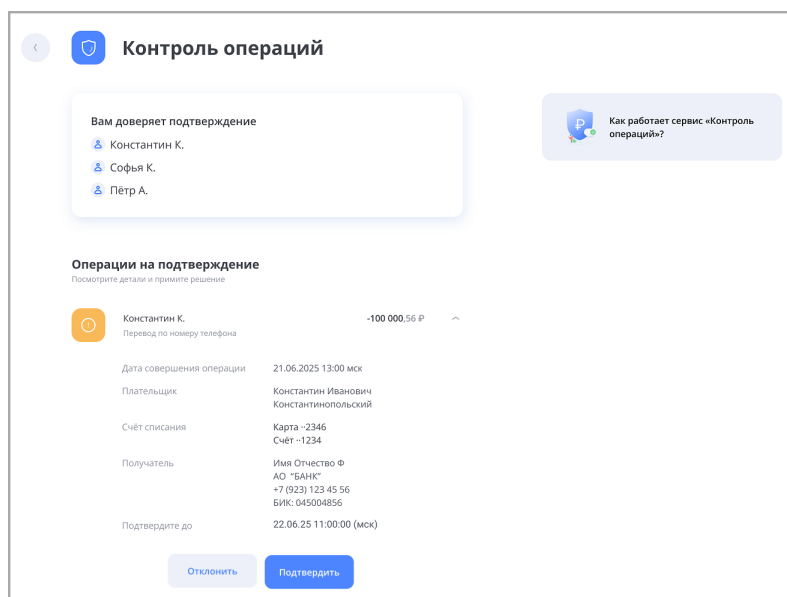 Контроль операций
Вам доверяет подтверждение
Константин К.
Софья К.
Пётр А.
Как работает сервис «Контроль
операций»?
Операции на подтверждение
Посмотрите детали и примите решение
Константин К. -100 000,56 ₽
Перевод по номеру телефона
Дата совершения операции 21.06.2025 13:00 мск
Плательщик Константин Иванович
Константинопольский
Счёт списания Карта ··2346
Счёт ··1234
Получатель Имя Отчество Ф
АО “БАНК”
+7 (923) 123 45 56
БИК: 045004856
Подтвердите до 22.06.25 11:00:00 (мск)
Отклонить Подтвердить